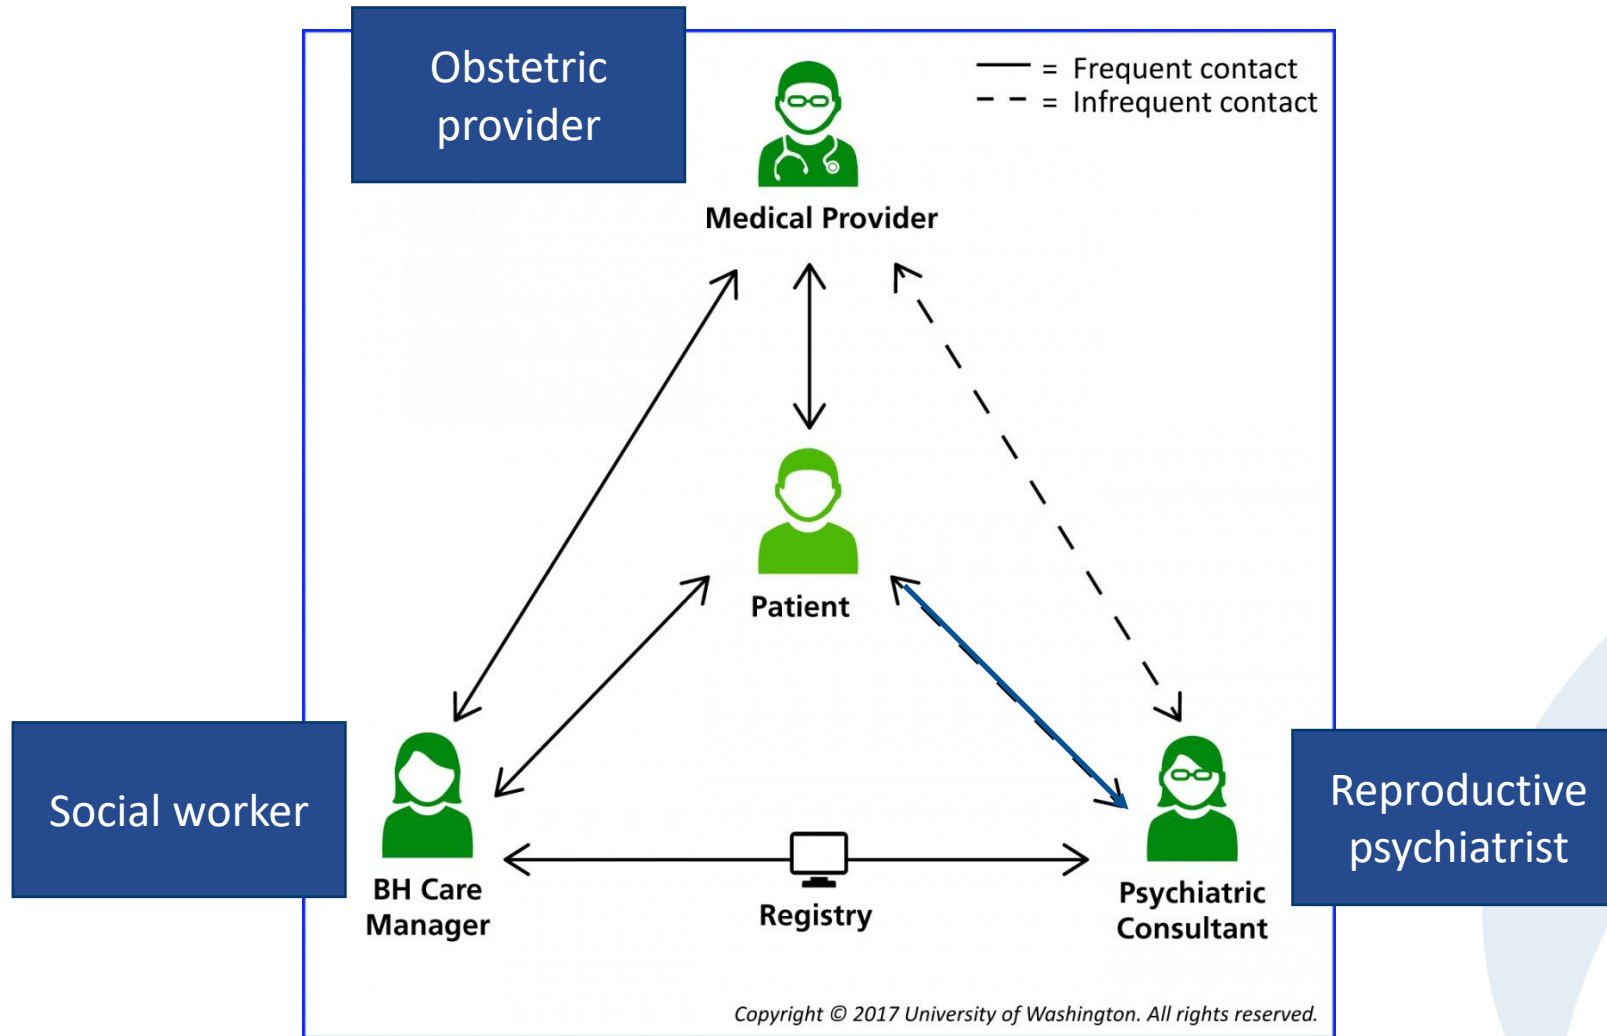 Obstetric
provider
= Frequent contact
= Infrequent contact
Medical Provider
Patient
Social worker
Reproductive
psychiatrist
BH Care
Manager
Registry
Psychiatric
Consultant
Copyright © 2017 University of Washington. All rights reserved.